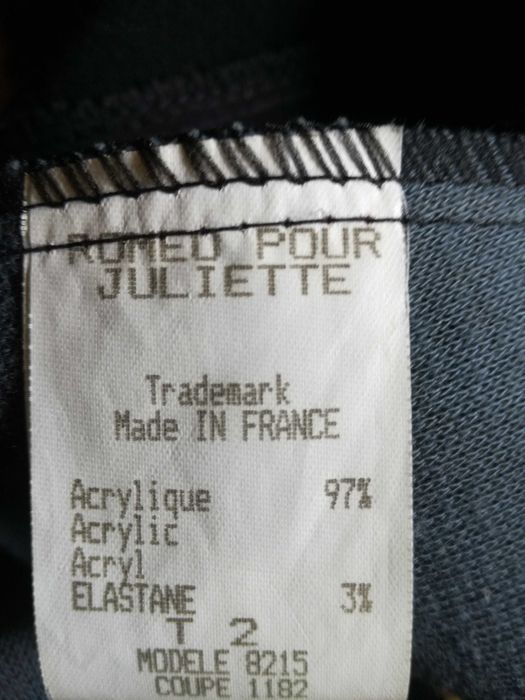 ROMEO POUR
JULIETTE
Trademark
Made IN FRANCE
Acrylique 97%
Acrylic
Acryl
ELASTANE 3%
T 2
MODELE 8215
COUPE 1182